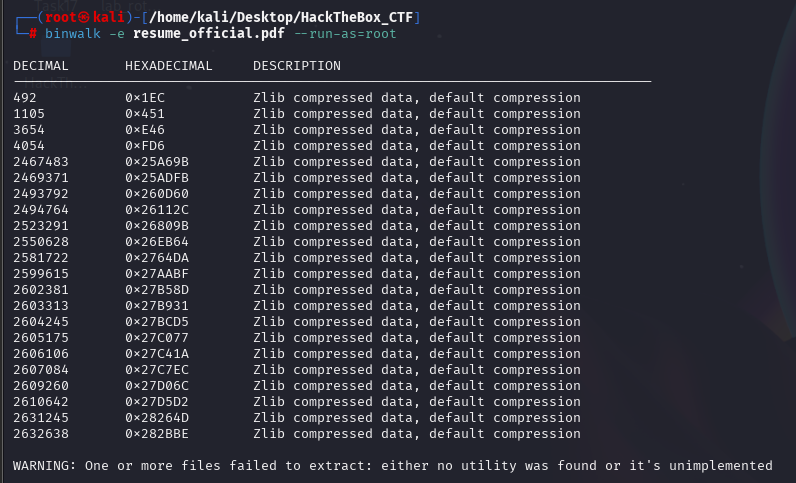 Task17 lab_rot
┌──(root㉿kali)-[/home/kali/Desktop/HackTheBox_CTF]
└─# binwalk -e resume_official.pdf --run-as=root
DECIMAL HEXADECIMAL DESCRIPTION
492 0×1EC Zlib compressed data, default compression
1105 0×451 Zlib compressed data, default compression
3654 0×E46 Zlib compressed data, default compression
4054 0×FD6 Zlib compressed data, default compression
2467483 0×25A69B Zlib compressed data, default compression
2469371 0×25ADFB Zlib compressed data, default compression
2493792 0×260D60 Zlib compressed data, default compression
2494764 0×26112C Zlib compressed data, default compression
2523291 0×26809B Zlib compressed data, default compression
2550628 0×26EB64 Zlib compressed data, default compression
2581722 0×2764DA Zlib compressed data, default compression
2599615 0×27AABF Zlib compressed data, default compression
2602381 0×27B58D Zlib compressed data, default compression
2603313 0×27B931 Zlib compressed data, default compression
2604245 0×27BCD5 Zlib compressed data, default compression
2605175 0×27C077 Zlib compressed data, default compression
2606106 0×27C41A Zlib compressed data, default compression
2607084 0×27C7EC Zlib compressed data, default compression
2609260 0×27D06C Zlib compressed data, default compression
2610642 0×27D5D2 Zlib compressed data, default compression
2631245 0×28264D Zlib compressed data, default compression
2632638 0×282BBE Zlib compressed data, default compression
WARNING: One or more files failed to extract: either no utility was found or it's unimplemented